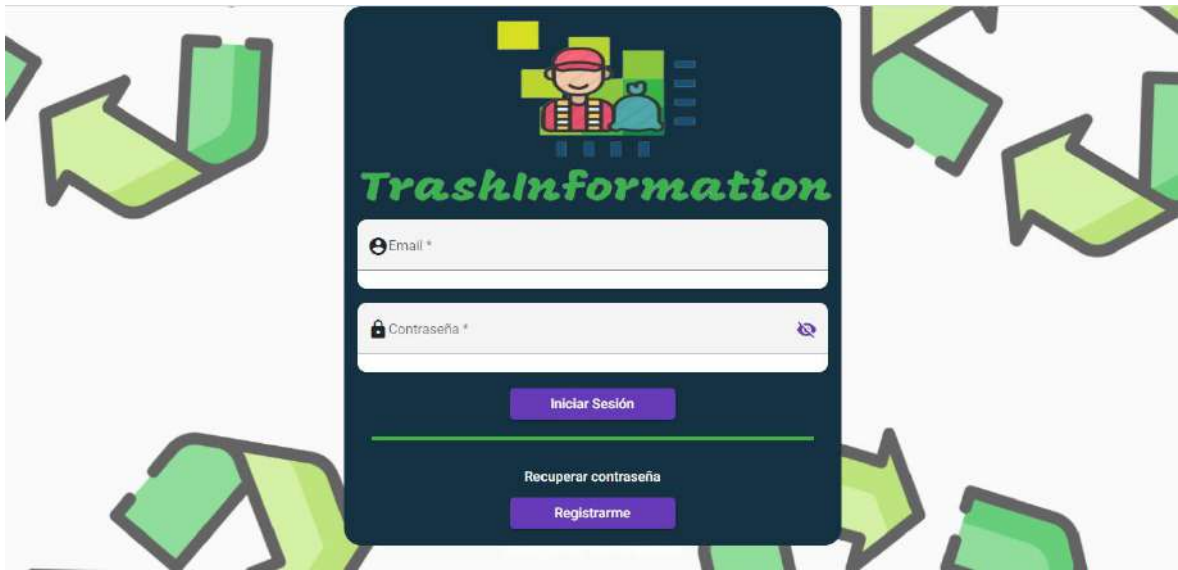 TrashInformation
Email *
Contraseña *
Iniciar Sesión
Recuperar contraseña
Registrarme